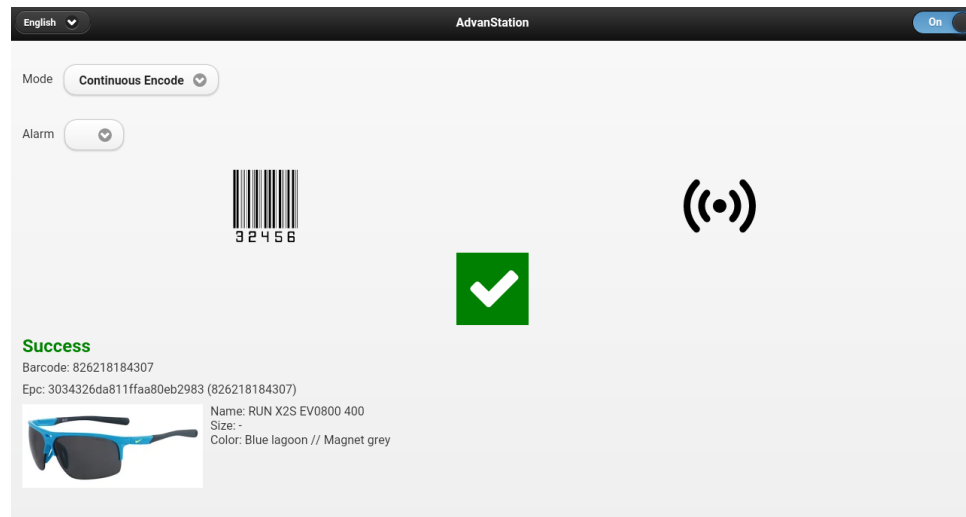 English
AdvanStation
On
Mode
Continuous Encode
Alarm
32456
Success
Barcode: 826218184307
Epc: 3034326da811ffaa80eb2983 (826218184307)
Name: RUN X2S EV0800 400
Size: -
Color: Blue lagoon // Magnet grey